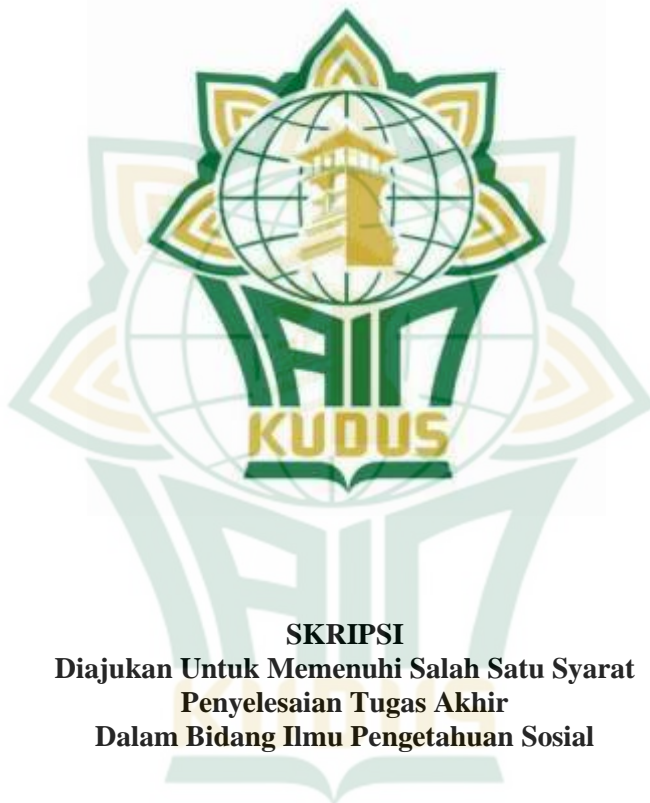 IAIN
KUDUS
SKRIPSI
Diajukan Untuk Memenuhi Salah Satu Syarat
Penyelesaian Tugas Akhir
Dalam Bidang Ilmu Pengetahuan Sosial